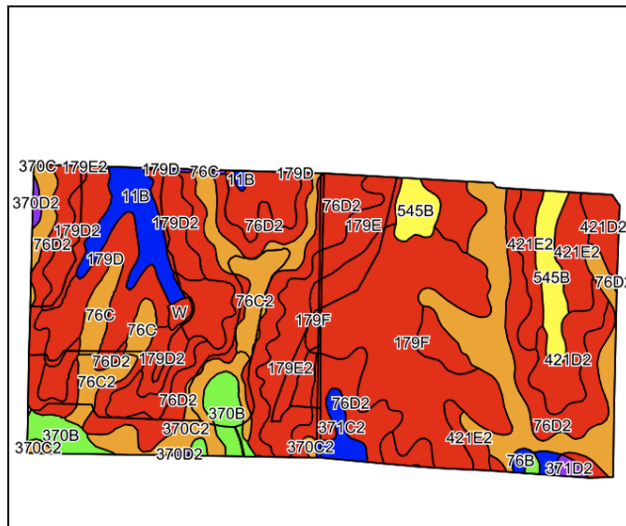 370C 179E2 179D 76C 179D
11B 11B
370D2 76D2
179D2 179D2 76D2 179E 545B 421D2
76D2 421E2 421E2
179D 545B 76D2
76C2
76C W
76C 179F
179F
76D2 179D2 421D2
76C2 179E2
76D2 76D2
370B
370B 370C2 371C2 76D2
370C2 370C2 421E2
370D2 76B 371D2